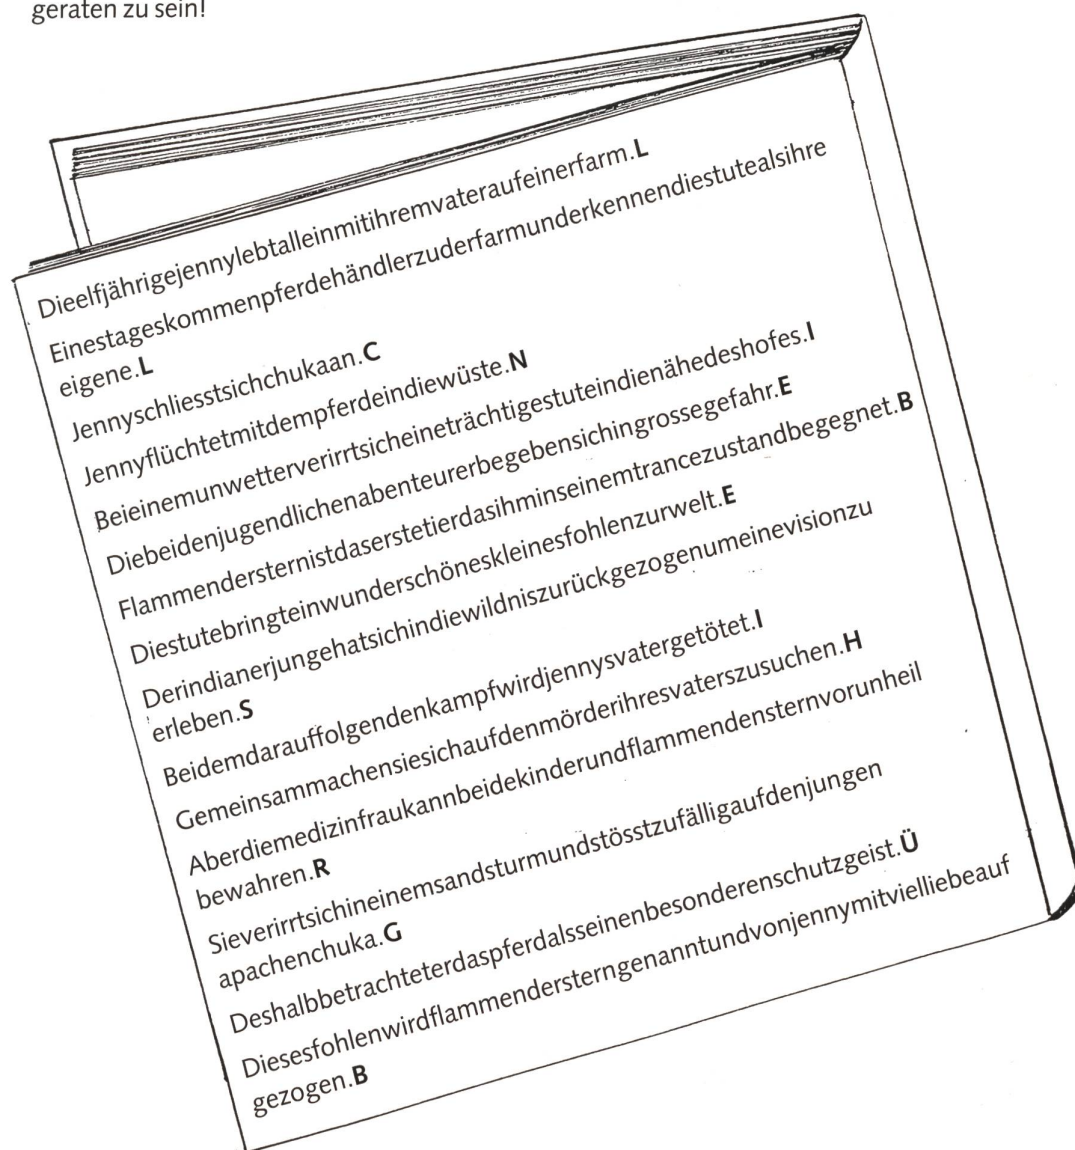 geraten zu sein!
Dieelfjährigejennylebtalleinmitihremvateraufeinerfarm.L
Einestageskommenpferdehändlerzuderfarmunderkennendiestutealsihre
eigene.L
Jennyschliesstsichchukaan.C
Jennyflüchtetmitdempferdeindiewüste.N
Beieinemunwetterverirrtsicheineträchtigestuteindienähedeshofes.I
Diebeidenjugendlichenabenteurerbegebensichingrossegefahr.E
Flammendersternistdaserstetierdasihminseinemtrancezustandbegegnet.B
Diestutebringteinwunderschöneskleinesfohlenzurwelt.E
Derindianerjungehatsichindiewildniszurückgezogenumeinevisionzu
erleben.S
Beidemdarauffolgendenkampfwirdjennysvatergetötet.I
Gemeinsammachensiesichaufdenmörderihresvaterszusuchen.H
Aberdiemedizinfraukannbeidekinderundflammendensternvorunheil
bewahren.R
Sieverirrtsichineinemsandsturmundstösstzufälligaufdenjungen
apachenchuka.G
Deshalbbetrachteterdaspferdalsseinenbesonderenschutzgeist.Ü
Diesesfohlenwirdflammendersterngenanntundvonjennymitvielliebeauf
gezogen.B